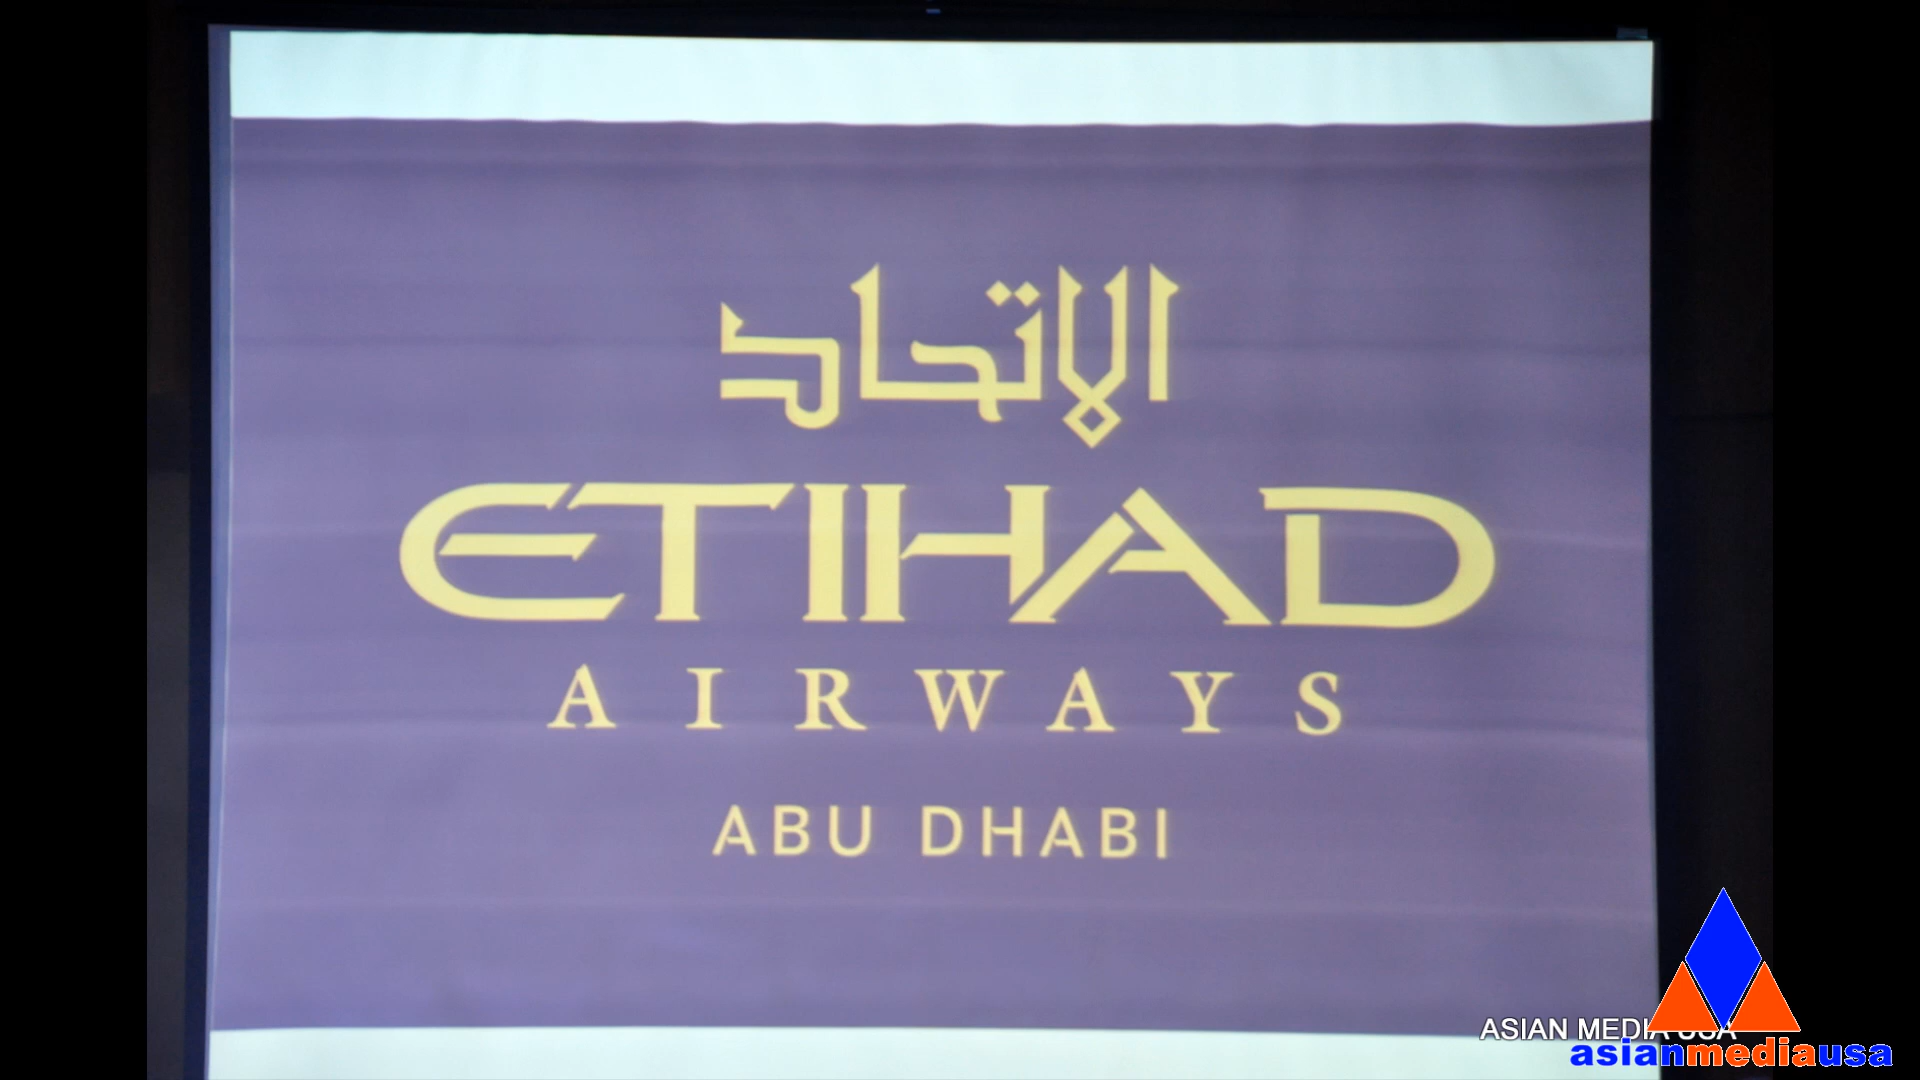 الاتحاد
ETIHAD
AIRWAYS
ABU DHABI
ASIAN MEDIA USA
asianmediausa